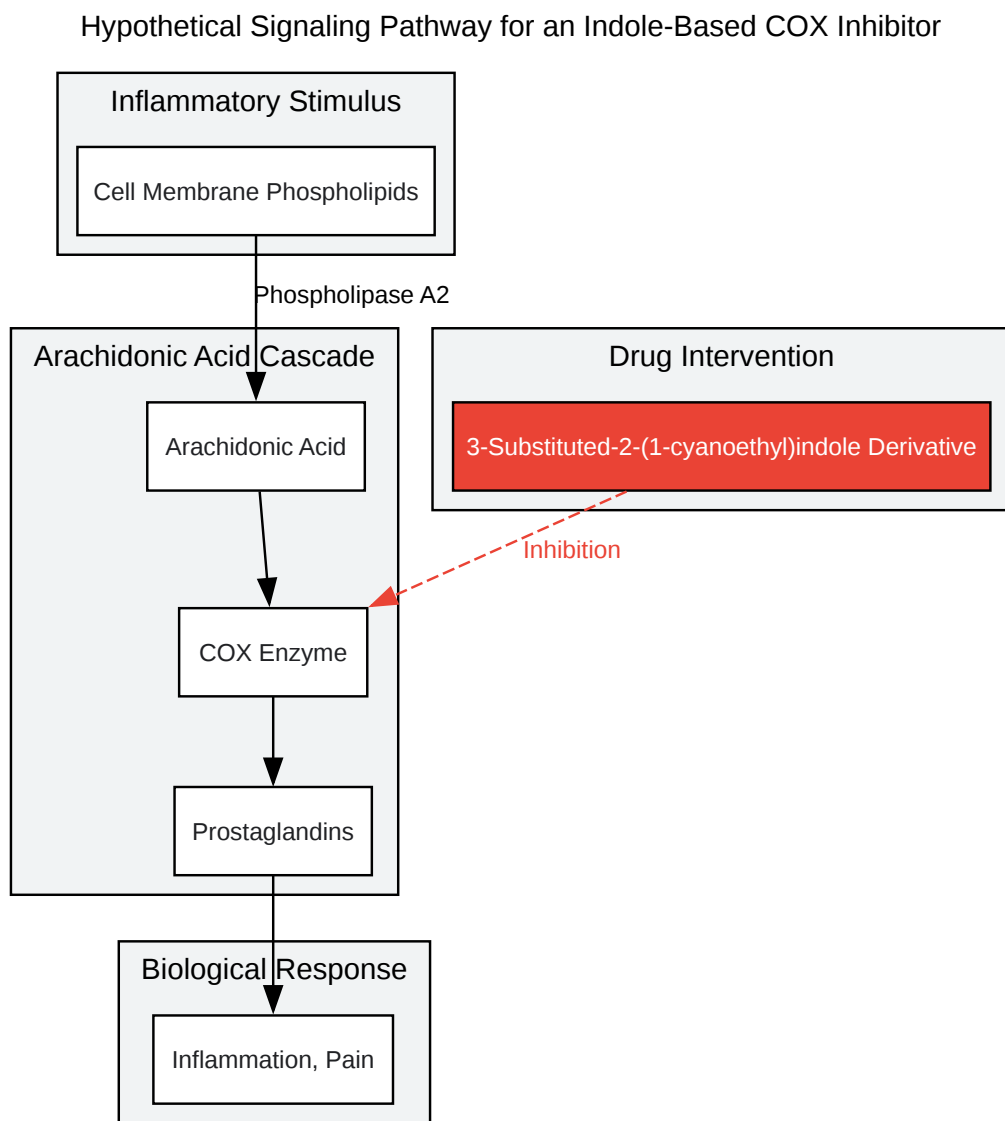 Hypothetical Signaling Pathway for an Indole-Based COX Inhibitor
Inflammatory Stimulus
Cell Membrane Phospholipids
Phospholipase A2
Arachidonic Acid Cascade
Drug Intervention
Arachidonic Acid
3-Substituted-2-(1-cyanoethyl)indole Derivative
Inhibition
COX Enzyme
Prostaglandins
Biological Response
Inflammation, Pain